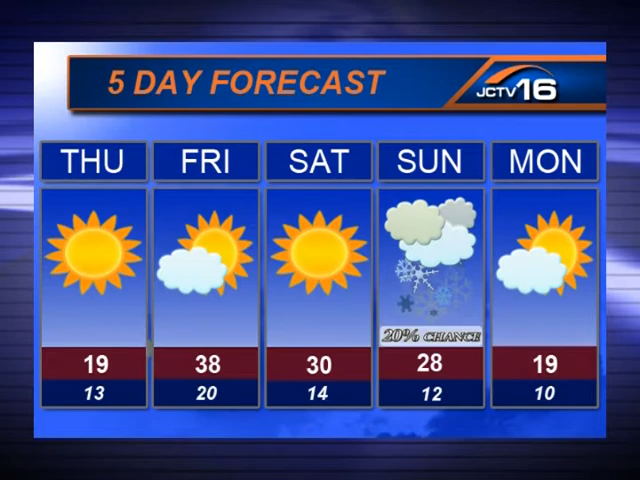 5 DAY FORECAST
JCTV16
THU FRI SAT SUN MON
20% CHANCE
19 38 30 28 19
13 20 14 12 10